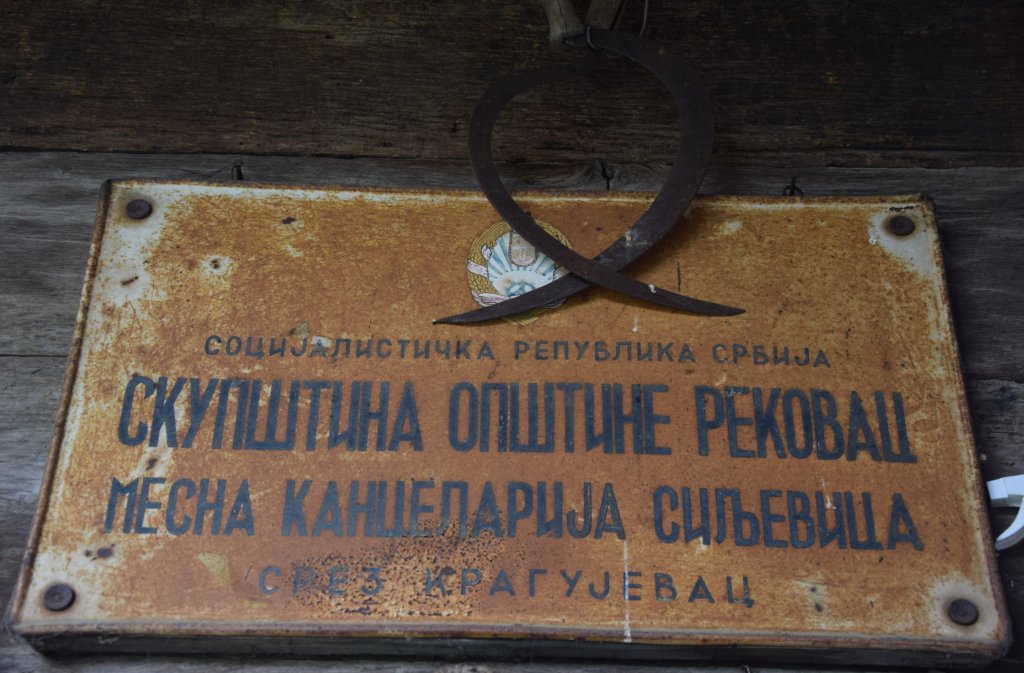 СОЦИЈАЛИСТИЧКА РЕПУБЛИКА СРБИЈА
СКУПШТИНА ОПШТИНЕ РЕКОВАЦ
МЕСНА КАНЦЕЛАРИЈА СИЉЕВИЦА
СРЕЗ КРАГУЈЕВАЦ